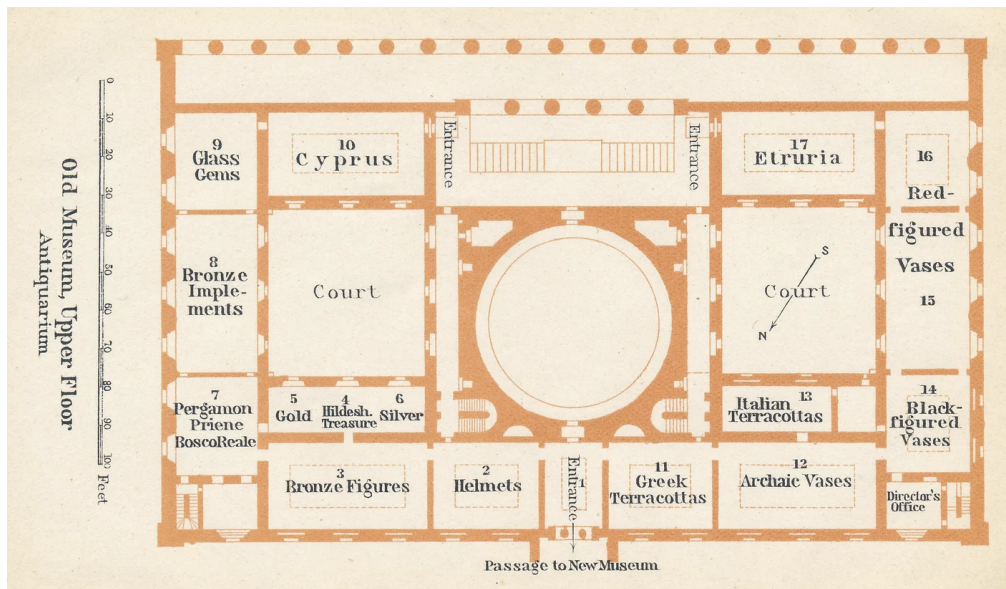 Old Museum, Upper Floor
Antiquarium
0
10
20
30
40
50
60
70
80
90
100 Feet
9
Glass
Gems
10
Cyprus
Entrance
Entrance
17
Etruria
16
Red-
figured
Vases
15
8
Bronze
Imple-
ments
Court
Court
S
N
7
Pergamon
Priene
BoscoReale
5
Gold
4
Hildesh.
Treasure
6
Silver
Italian 13
Terracottas
14
Black-
figured
Vases
3
Bronze Figures
2
Helmets
Entrance
1
11
Greek
Terracottas
12
Archaic Vases
Director's
Office
Passage to New Museum